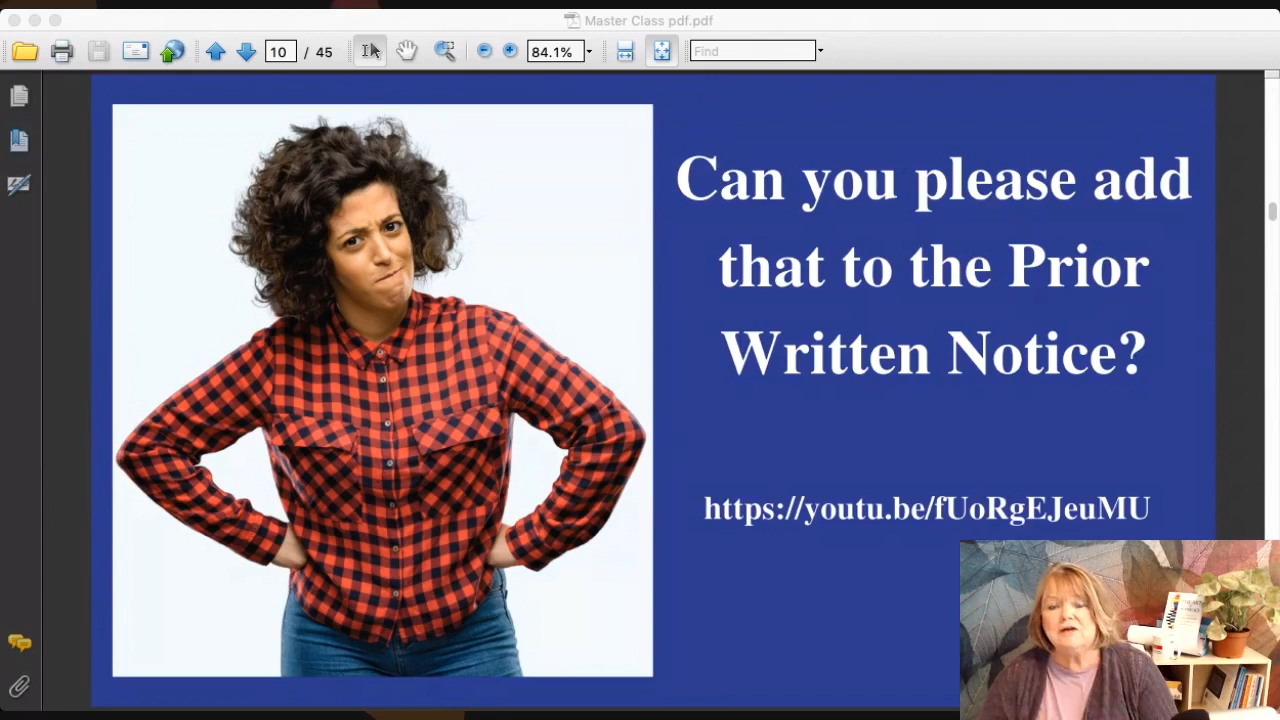 Master Class pdf.pdf
10 / 45
84.1%
Find
Can you please add
that to the Prior
Written Notice?
https://youtu.be/fUoRgEJeuMU